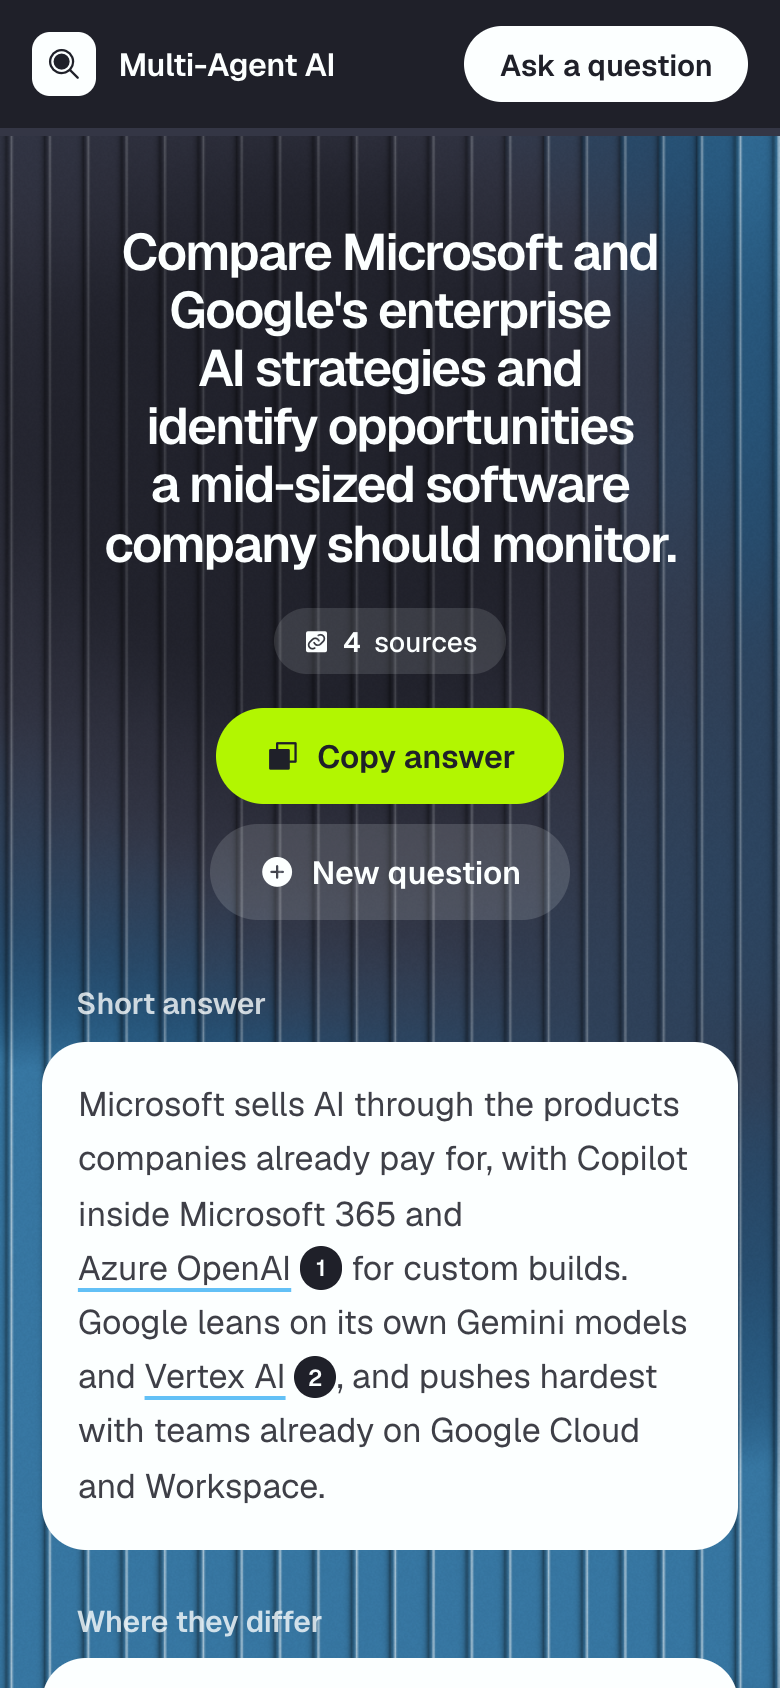 Multi-Agent AI
Ask a question
Compare Microsoft and
Google's enterprise
AI strategies and
identify opportunities
a mid-sized software
company should monitor.
4 sources
Copy answer
New question
Short answer
Microsoft sells AI through the products
companies already pay for, with Copilot
inside Microsoft 365 and
Azure OpenAI 1 for custom builds.
Google leans on its own Gemini models
and Vertex AI 2, and pushes hardest
with teams already on Google Cloud
and Workspace.
Where they differ